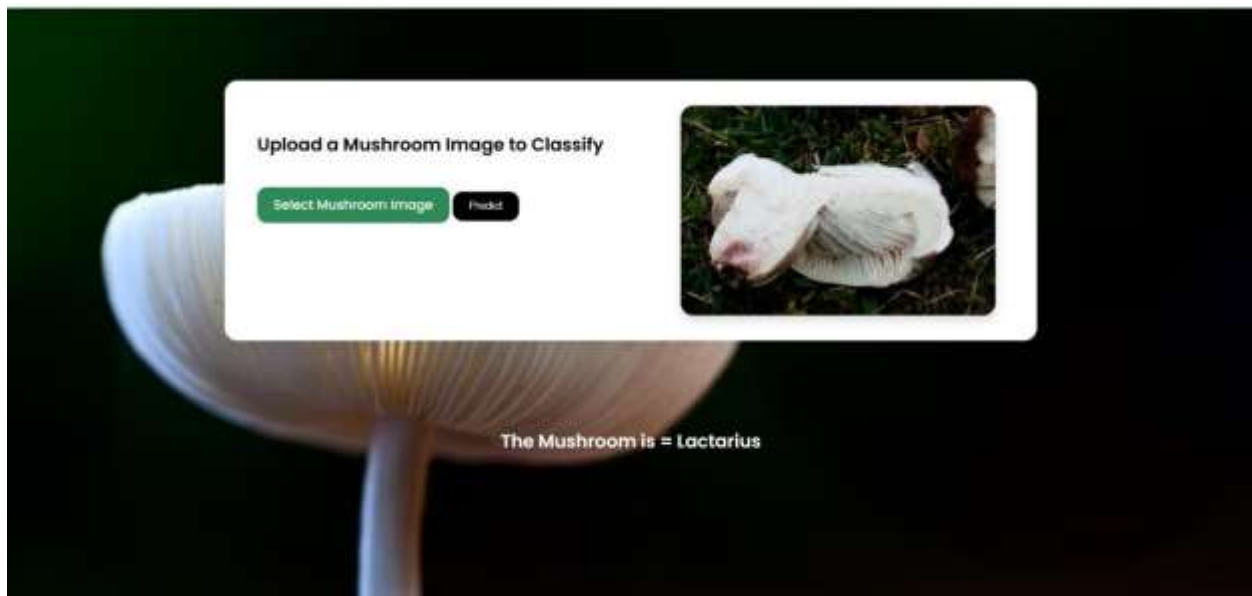 Upload a Mushroom Image to Classify
Select Mushroom Image
Predict
The Mushroom is = Lactarius